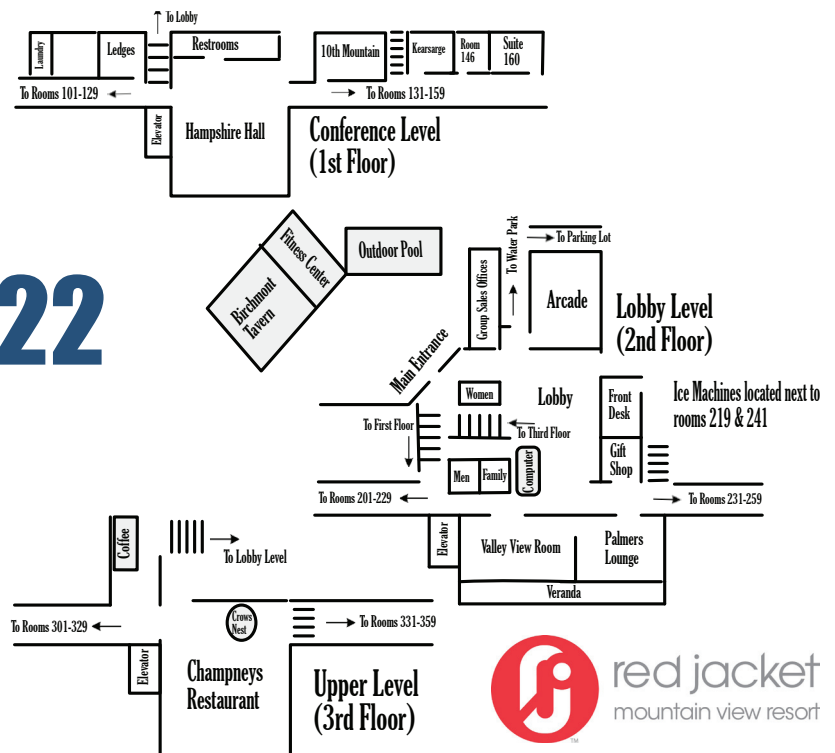 To Lobby
Laundry
Ledges
Restrooms
10th Mountain
Kearsarge
Room
146
Suite
160
To Rooms 101-129
To Rooms 131-159
Elevator
Hampshire Hall
Conference Level
(1st Floor)
22
Fitness Center
Outdoor Pool
Birchmont
Tavern
Group Sales Offices
To Water Park
To Parking Lot
Arcade
Lobby Level
(2nd Floor)
Main Entrance
Women
Lobby
Front
Desk
Ice Machines located next to
rooms 219 & 241
To First Floor
To Third Floor
Gift
Shop
Men
Family
Computer
To Rooms 201-229
To Rooms 231-259
Elevator
Valley View Room
Palmers
Lounge
Veranda
Coffee
To Lobby Level
To Rooms 301-329
Crows
Nest
To Rooms 331-359
Elevator
Champneys
Restaurant
Upper Level
(3rd Floor)
red jacket
mountain view resort
TM